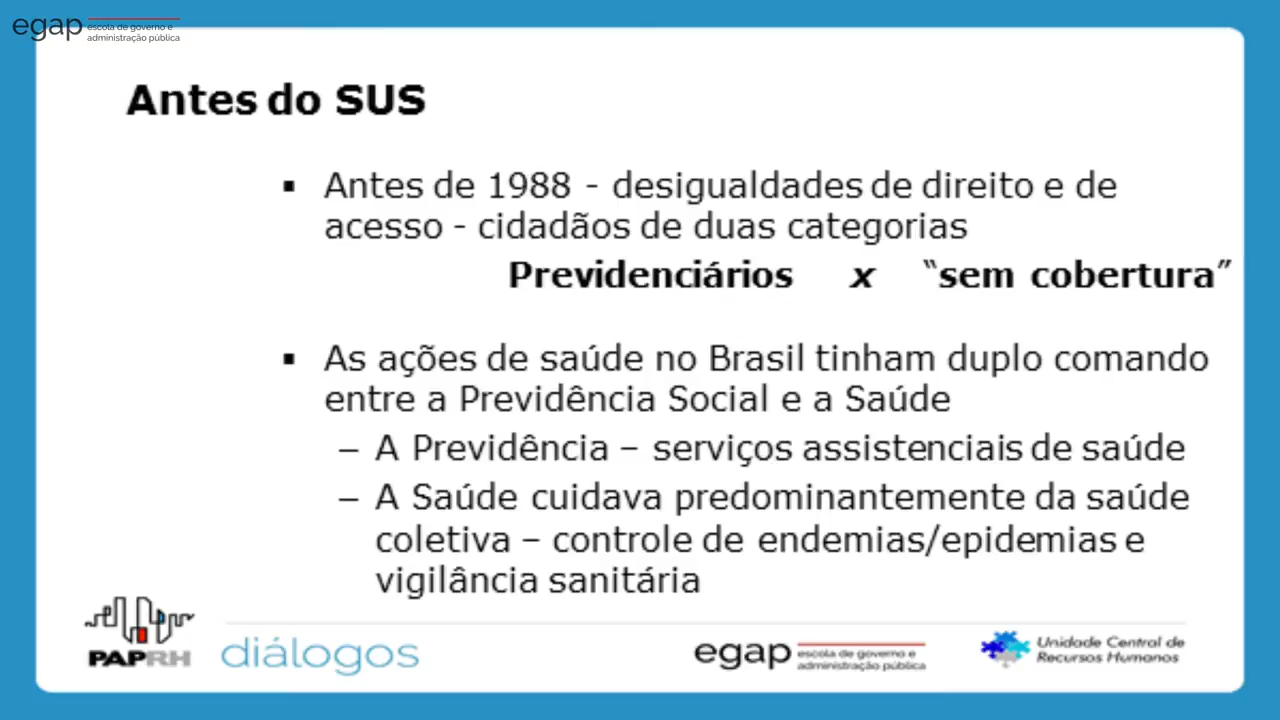 egap escola de governo e
administração pública
Antes do SUS
▪ Antes de 1988 - desigualdades de direito e de
acesso - cidadãos de duas categorias
Previdenciários x “sem cobertura”
▪ As ações de saúde no Brasil tinham duplo comando
entre a Previdência Social e a Saúde
– A Previdência – serviços assistenciais de saúde
– A Saúde cuidava predominantemente da saúde
coletiva – controle de endemias/epidemias e
vigilância sanitária
PAPRH diálogos egap escola de governo e
administração pública
Unidade Central de
Recursos Humanos